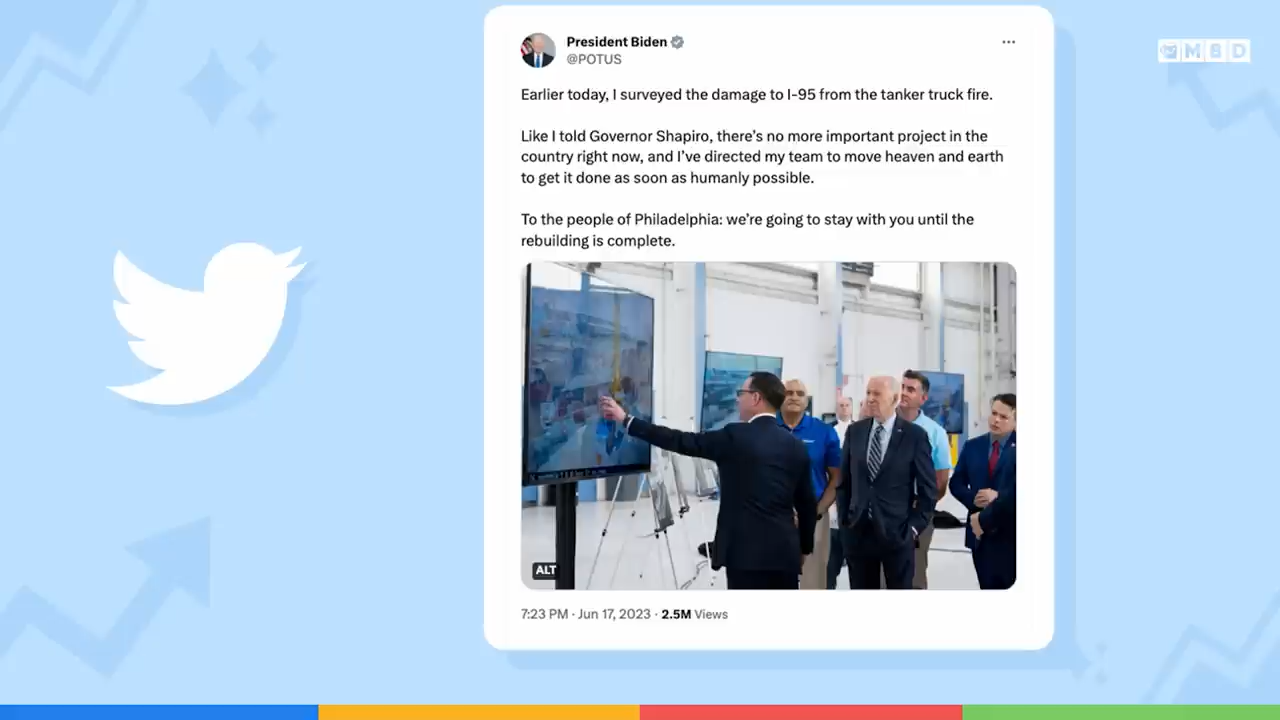 President Biden
@POTUS
MBD
Earlier today, I surveyed the damage to I-95 from the tanker truck fire.
Like I told Governor Shapiro, there's no more important project in the
country right now, and I've directed my team to move heaven and earth
to get it done as soon as humanly possible.
To the people of Philadelphia: we're going to stay with you until the
rebuilding is complete.
ALT
7:23 PM · Jun 17, 2023 · 2.5M Views